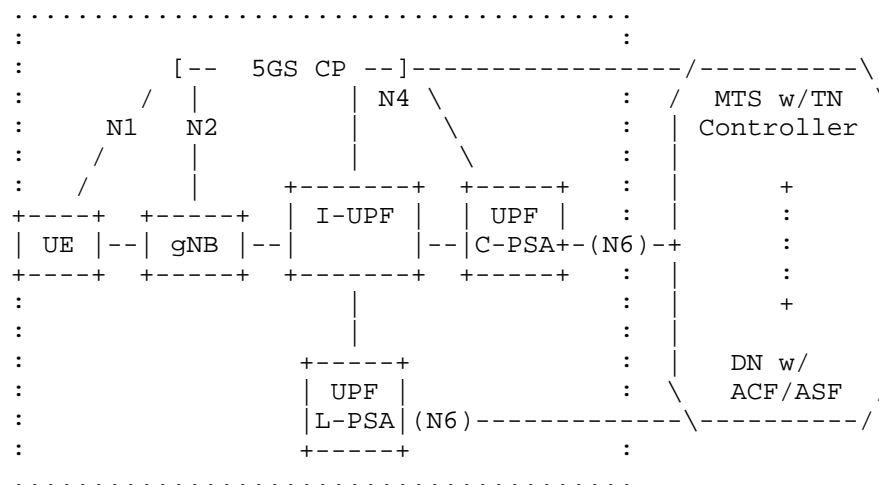 [-- 5GS CP --]
N4
MTS w/TN
N1 N2
Controller
I-UPF UPF
UE gNB C-PSA (N6)
DN w/
UPF ACF/ASF
L-PSA (N6)